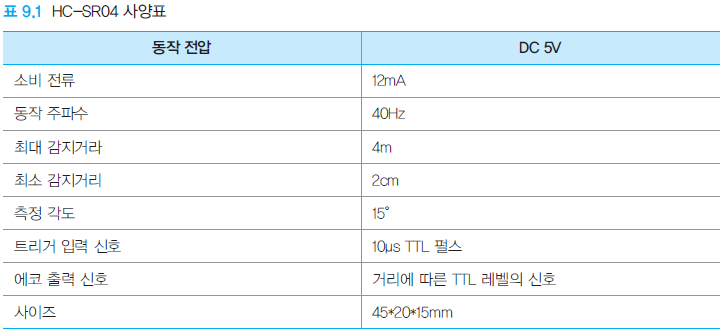 표 9.1 HC-SR04 사양표
동작 전압 DC 5V
소비 전류 12mA
동작 주파수 40Hz
최대 감지거라 4m
최소 감지거리 2cm
측정 각도 15°
트리거 입력 신호 10μs TTL 펄스
에코 출력 신호 거리에 따른 TTL 레벨의 신호
사이즈 45*20*15mm